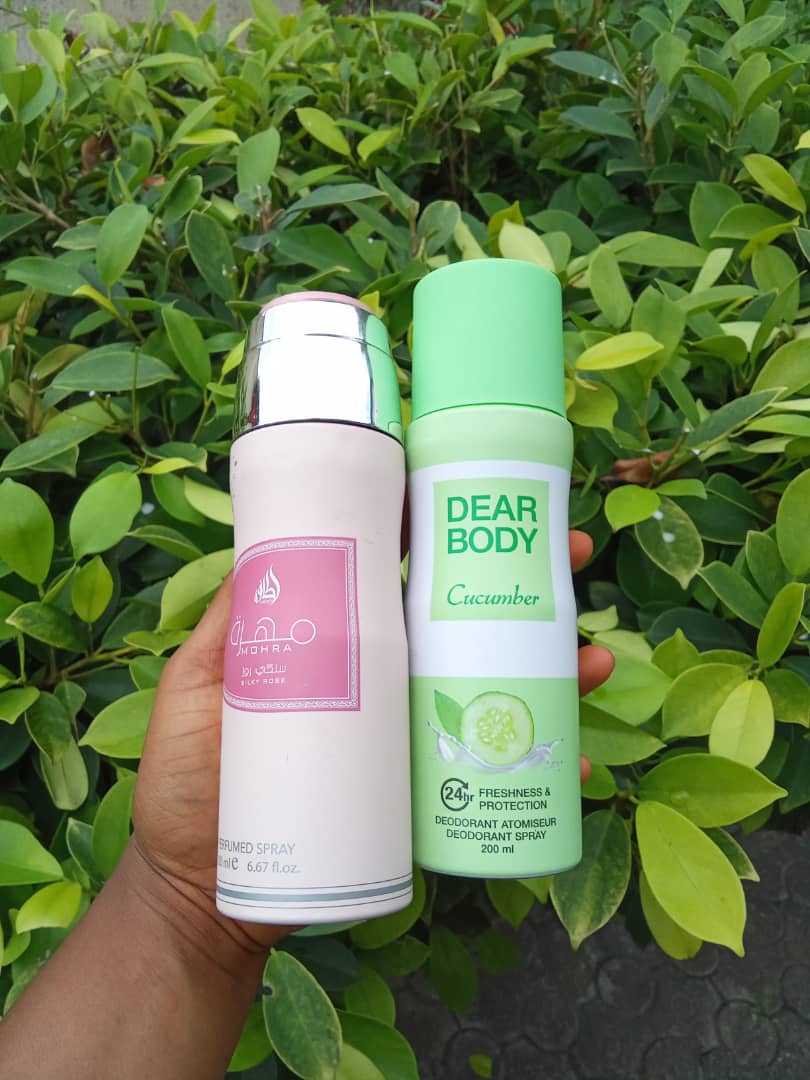 مهرة
MOHRA
سلكي روز
SILKY ROSE
PERFUMED SPRAY
ml e 6.67 fl.oz.
DEAR
BODY
Cucumber
24hr FRESHNESS &
PROTECTION
DEODORANT ATOMISEUR
DEODORANT SPRAY
200 ml